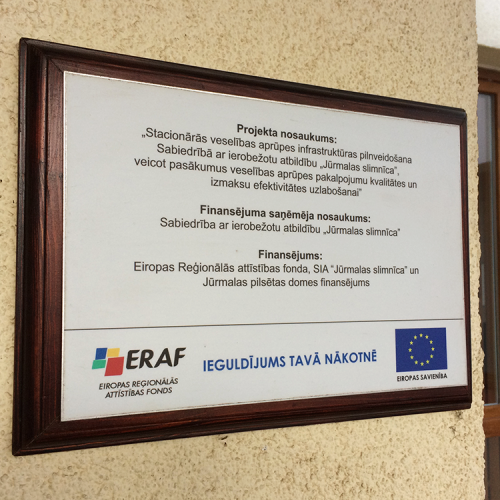 Projekta nosaukums:
„Stacionārās veselības aprūpes infrastruktūras pilnveidošana
Sabiedrībā ar ierobežotu atbildību „Jūrmalas slimnīca”,
veicot pasākumus veselības aprūpes pakalpojumu kvalitātes un
izmaksu efektivitātes uzlabošanai”
Finansējuma saņēmēja nosaukums:
Sabiedrība ar ierobežotu atbildību „Jūrmalas slimnīca”
Finansējums:
Eiropas Reģionālās attīstības fonda, SIA “Jūrmalas slimnīca” un
Jūrmalas pilsētas domes finansējums
ERAF
EIROPAS REĢIONĀLĀS
ATTĪSTĪBAS FONDS
IEGULDĪJUMS TAVĀ NĀKOTNĒ
EIROPAS SAVIENĪBA